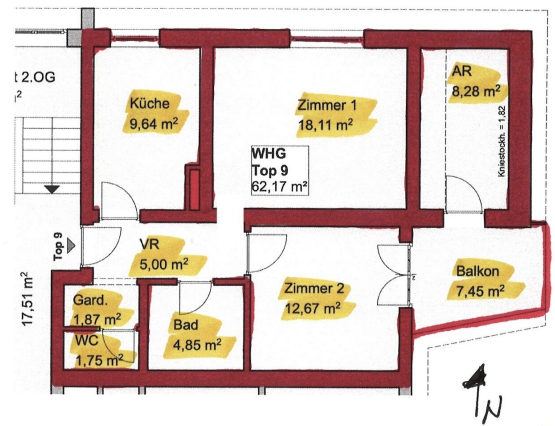 t 2.OG
²
Küche
9,64 m²
Zimmer 1
18,11 m²
AR
8,28 m²
Kniestockh. = 1,82
WHG
Top 9
62,17 m²
Top 9
VR
5,00 m²
17,51 m²
Gard.
1,87 m²
WC
1,75 m²
Bad
4,85 m²
Zimmer 2
12,67 m²
Balkon
7,45 m²
N